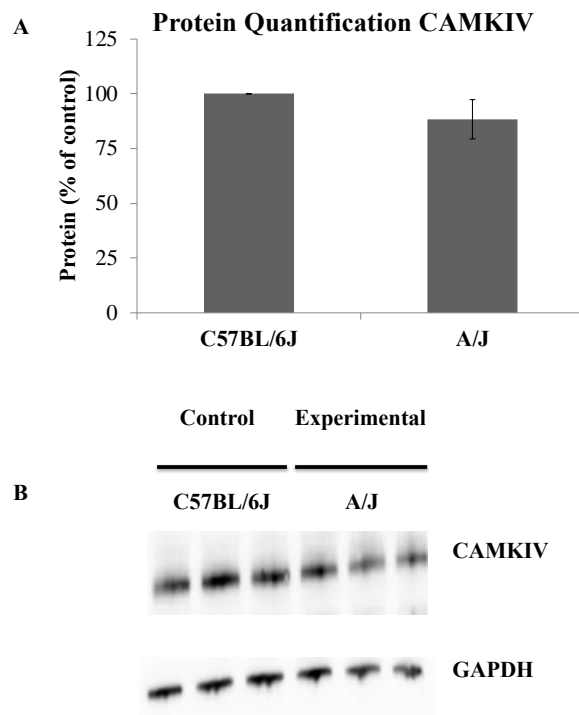 A
Protein Quantification CAMKIV
Protein (% of control)
125
100
75
50
25
0
C57BL/6J A/J
Control Experimental
B
C57BL/6J A/J
CAMKIV
GAPDH